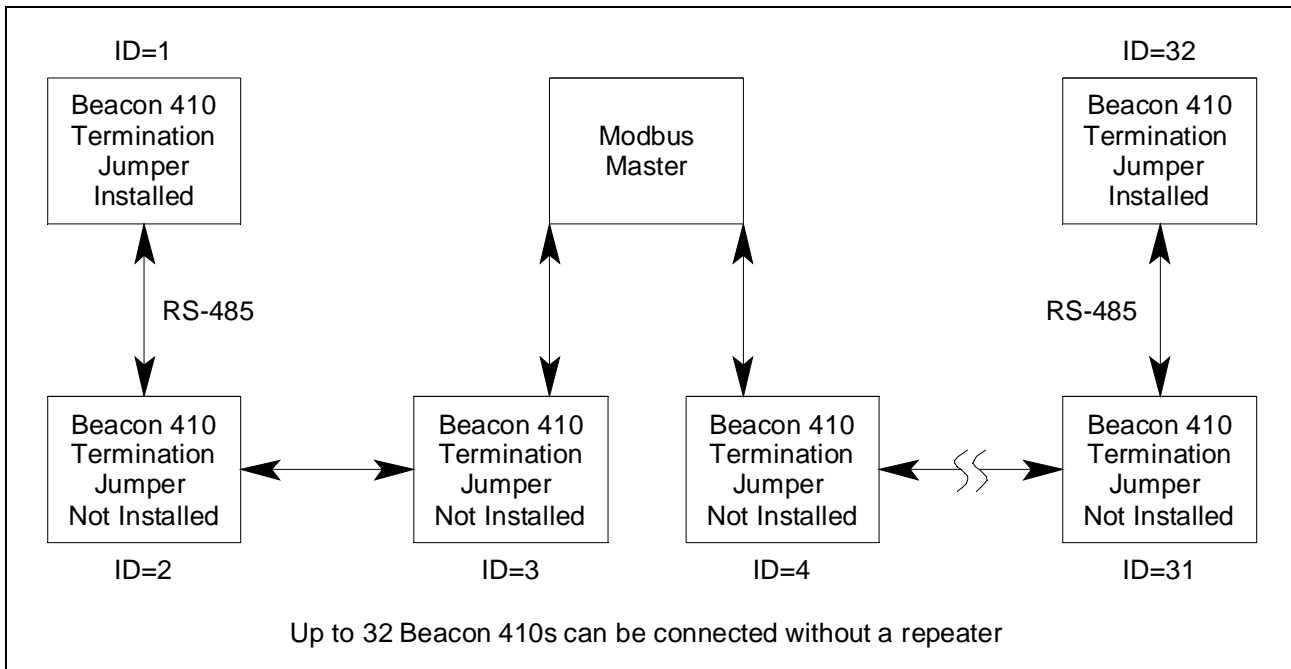 ID=1
ID=32
Beacon 410
Termination
Jumper
Installed
Modbus
Master
Beacon 410
Termination
Jumper
Installed
RS-485
RS-485
Beacon 410
Termination
Jumper
Not Installed
Beacon 410
Termination
Jumper
Not Installed
Beacon 410
Termination
Jumper
Not Installed
Beacon 410
Termination
Jumper
Not Installed
ID=2
ID=3
ID=4
ID=31
Up to 32 Beacon 410s can be connected without a repeater